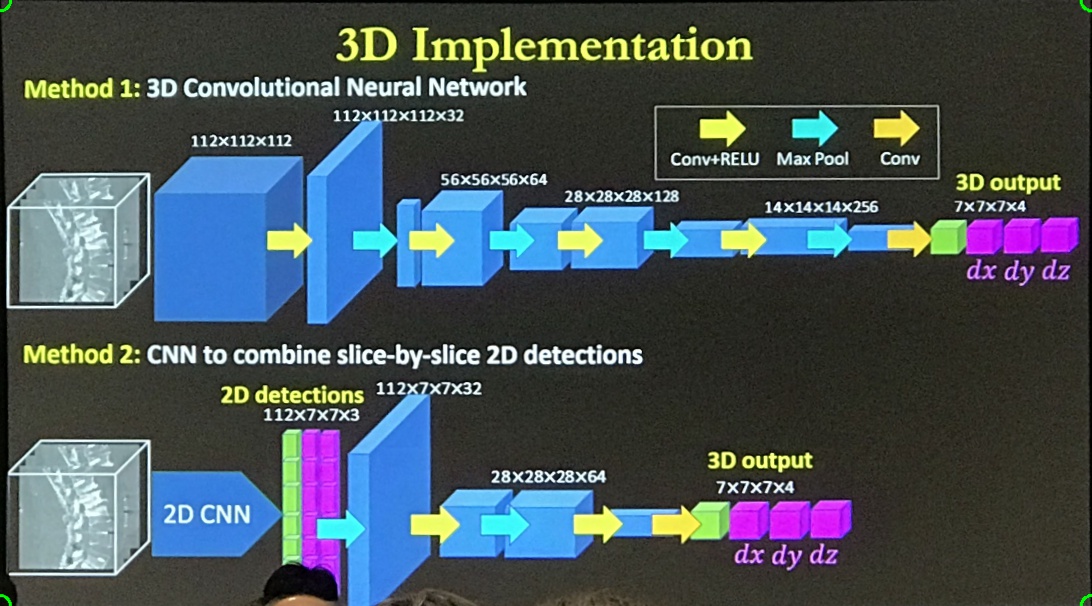 3D Implementation
Method 1: 3D Convolutional Neural Network
112×112×112×32
112×112×112
Conv+RELU Max Pool Conv
56×56×56×64
28×28×28×128
14×14×14×256
3D output
7×7×7×4
dx dy dz
Method 2: CNN to combine slice-by-slice 2D detections
2D detections
112×7×7×3
112×7×7×32
2D CNN
28×28×28×64
3D output
7×7×7×4
dx dy dz